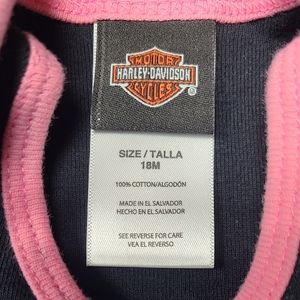 MOTOR
HARLEY-DAVIDSON
CYCLES
®
SIZE / TALLA
18M
100% COTTON/ALGODÓN
MADE IN EL SALVADOR
HECHO EN EL SALVADOR
SEE REVERSE FOR CARE
VEA EL REVERSO